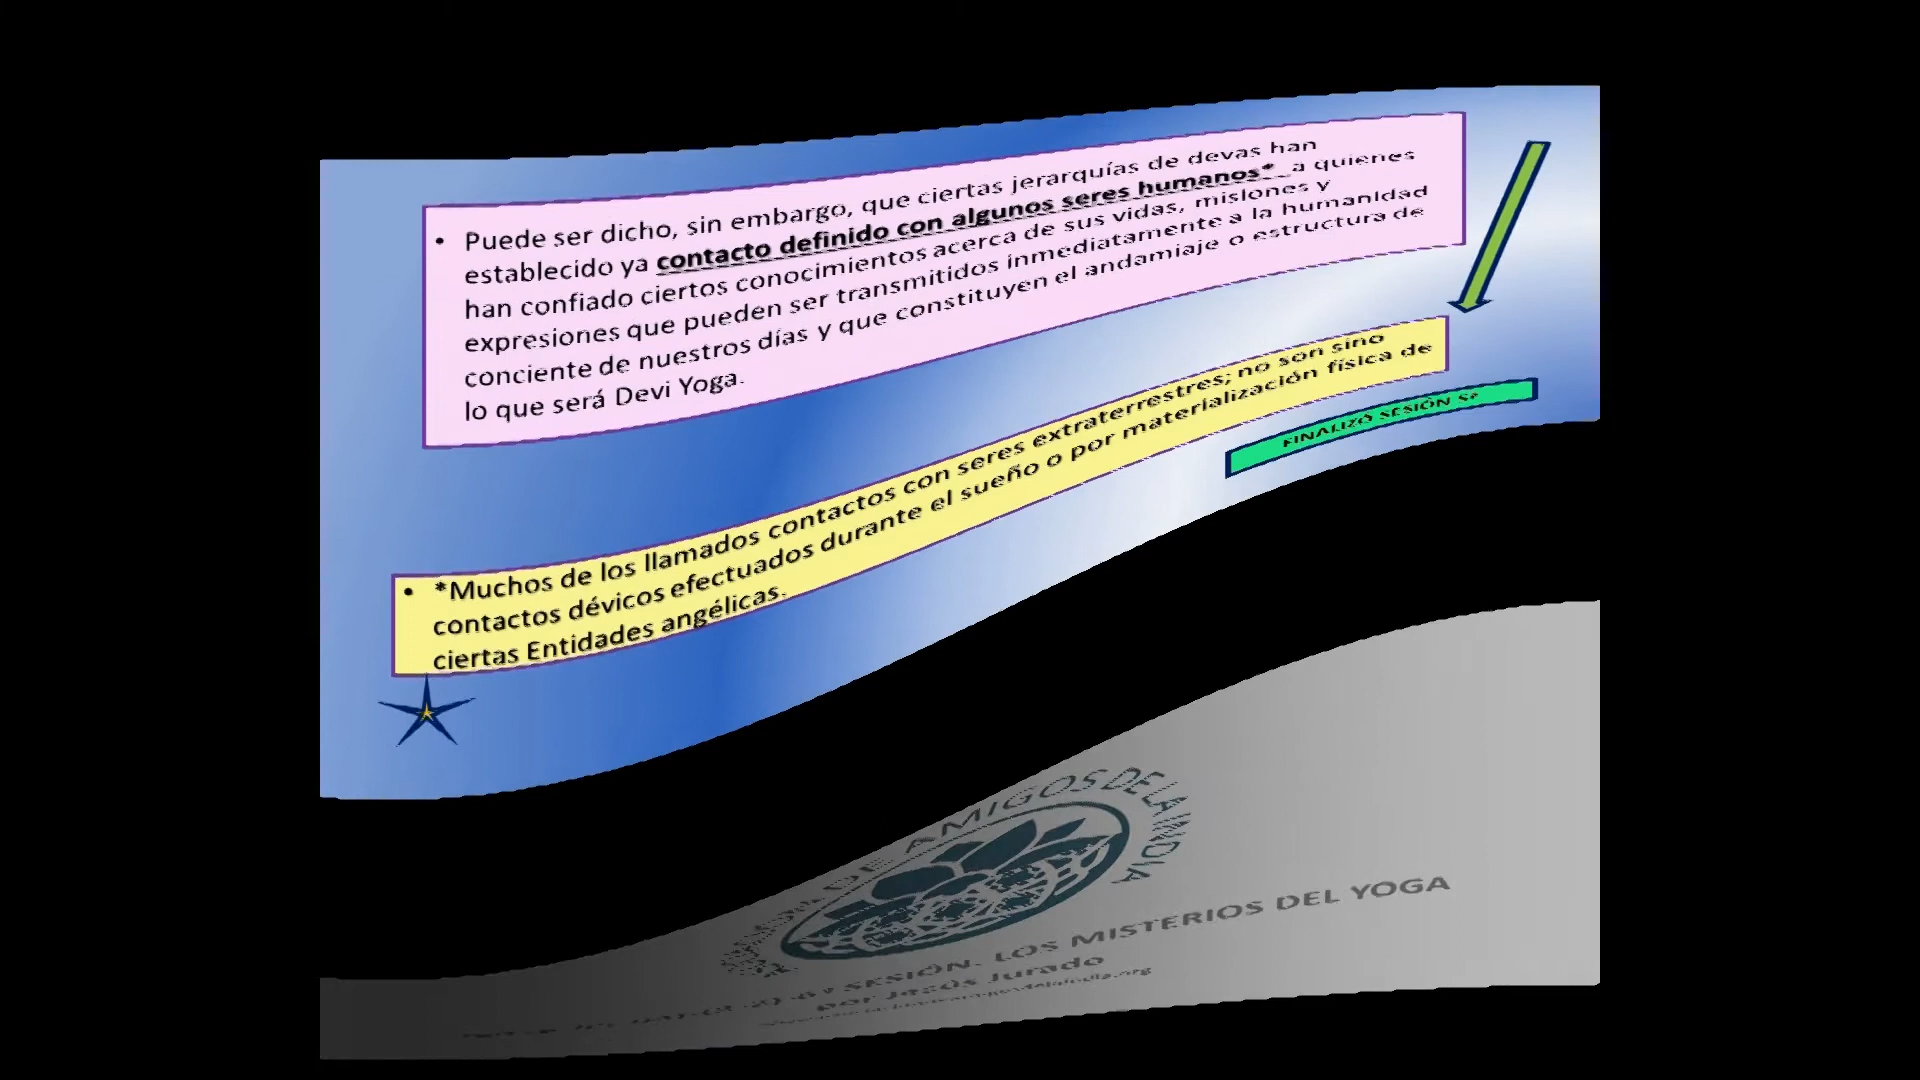 • Puede ser dicho, sin embargo, que ciertas jerarquías de devas han
establecido ya contacto definido con algunos seres humanos* a quienes
han confiado ciertos conocimientos acerca de sus vidas, misiones y
expresiones que pueden ser transmitidos inmediatamente a la humanidad
conciente de nuestros días y que constituyen el andamiaje o estructura de
lo que será Devi Yoga.
• *Muchos de los llamados contactos con seres extraterrestres; no son sino
contactos dévicos efectuados durante el sueño o por materialización física de
ciertas Entidades angélicas.
FINALIZÓ SESIÓN 5ª
DE AMIGOS DE LA INDIA
SESIÓN. LOS MISTERIOS DEL YOGA
por Jesús Jurado